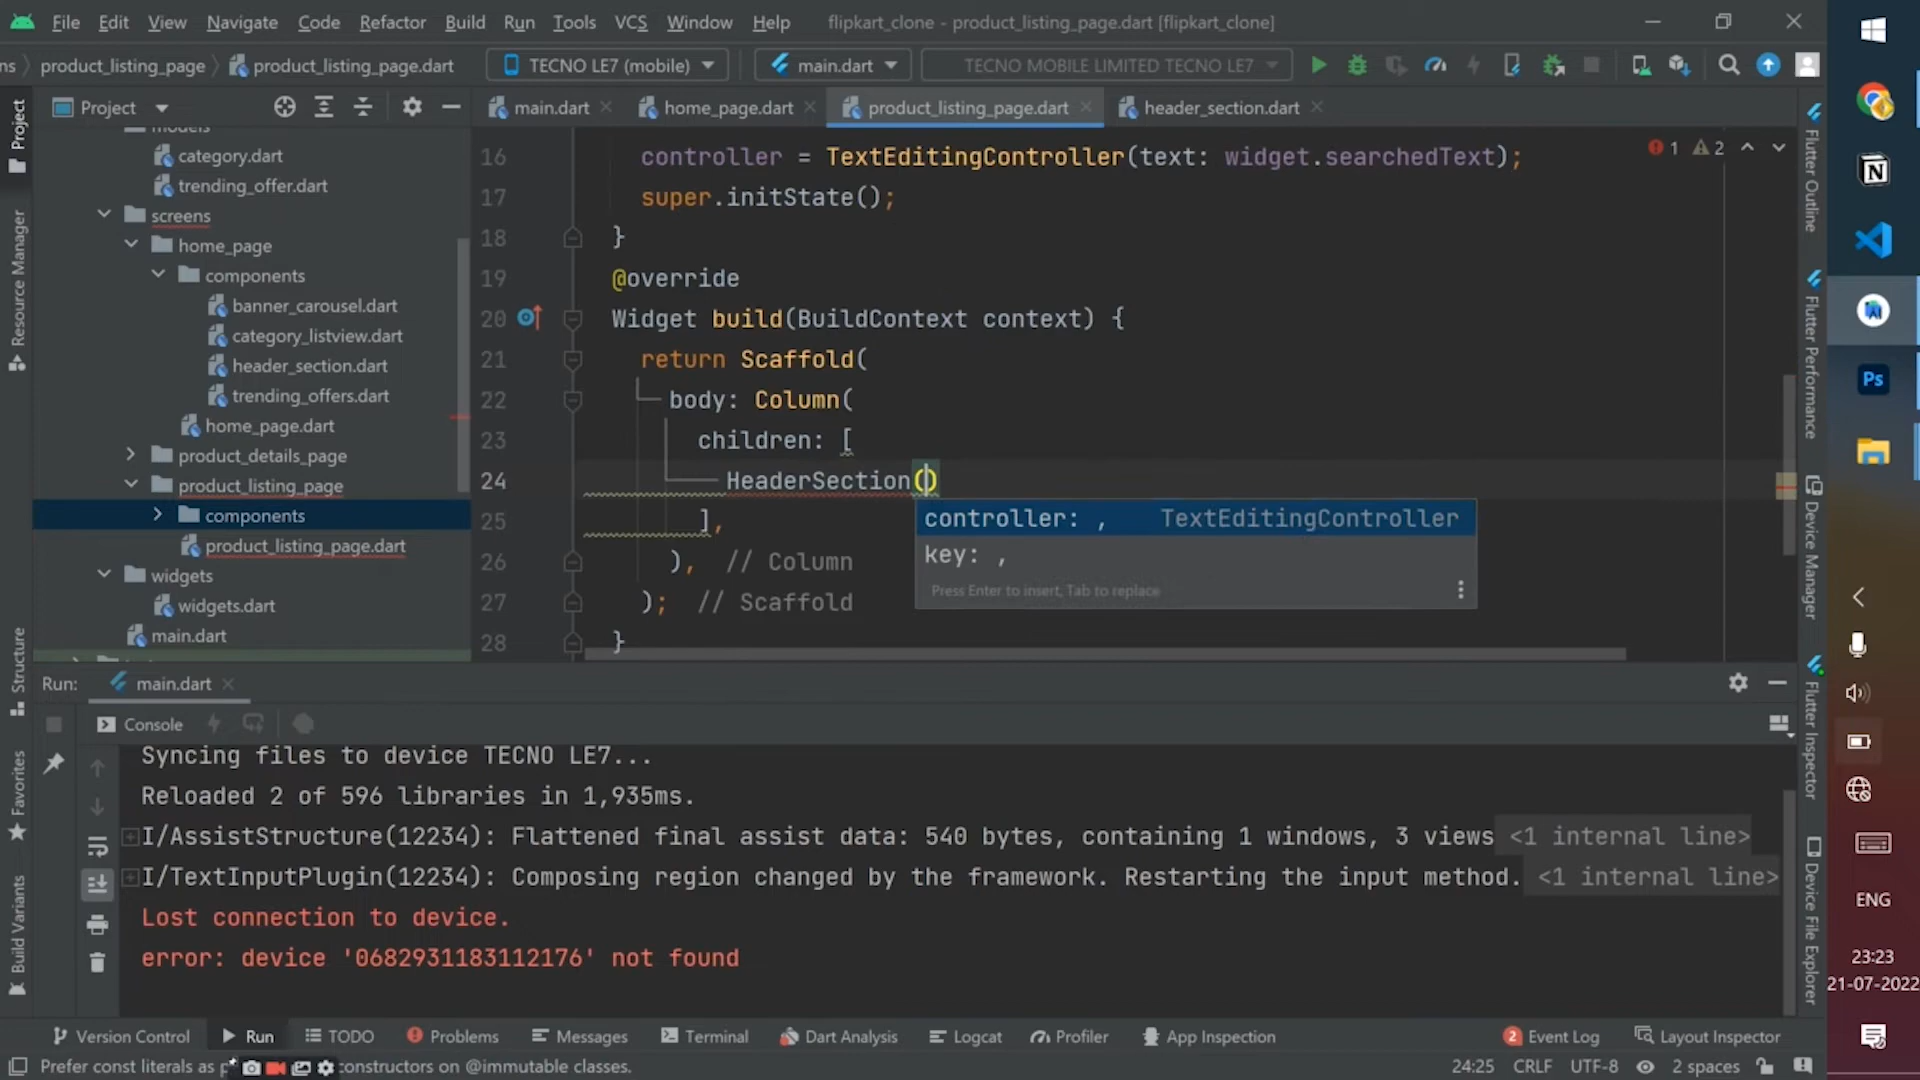 File Edit View Navigate Code Refactor Build Run Tools VCS Window Help flipkart_clone - product_listing_page.dart [flipkart_clone]
ns product_listing_page product_listing_page.dart TECNO LE7 (mobile) main.dart TECNO MOBILE LIMITED TECNO LE7
Project main.dart home_page.dart product_listing_page.dart header_section.dart
models
category.dart
trending_offer.dart
screens
home_page
components
banner_carousel.dart
category_listview.dart
header_section.dart
trending_offers.dart
home_page.dart
product_details_page
product_listing_page
components
product_listing_page.dart
widgets
widgets.dart
main.dart
16 controller = TextEditingController(text: widget.searchedText);
17 super.initState();
18 }
19 @override
20 Widget build(BuildContext context) {
21 return Scaffold(
22 body: Column(
23 children: [
24 HeaderSection()
25 ],
26 ), // Column
27 ); // Scaffold
28 }
1 2
controller: , TextEditingController
key: ,
Press Enter to insert, Tab to replace
Project
Resource Manager
Structure
Favorites
Build Variants
Flutter Outline
Flutter Performance
Device Manager
Flutter Inspector
Device File Explorer
Run: main.dart
Console
Syncing files to device TECNO LE7...
Reloaded 2 of 596 libraries in 1,935ms.
I/AssistStructure(12234): Flattened final assist data: 540 bytes, containing 1 windows, 3 views <1 internal line>
I/TextInputPlugin(12234): Composing region changed by the framework. Restarting the input method. <1 internal line>
Lost connection to device.
error: device '0682931183112176' not found
Version Control Run TODO Problems Messages Terminal Dart Analysis Logcat Profiler App Inspection 2 Event Log Layout Inspector
Prefer const literals as constructors on @immutable classes. 24:25 CRLF UTF-8 2 spaces
Ps
ENG
23:23
21-07-2022